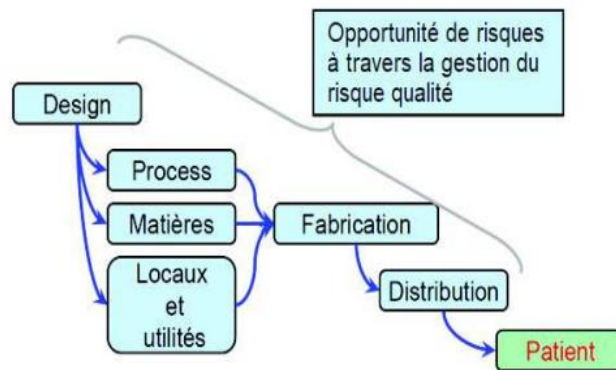 Opportunité de risques
à travers la gestion du
risque qualité
Design
Process
Matières
Fabrication
Locaux
et
utilités
Distribution
Patient